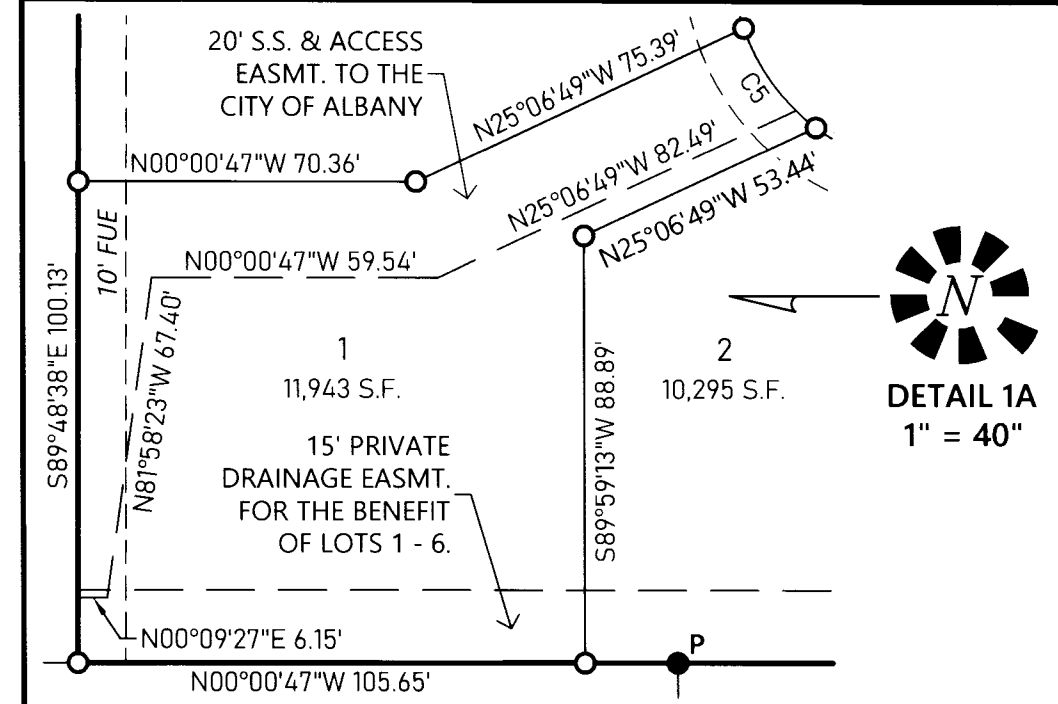 20' S.S. & ACCESS
EASMT. TO THE
CITY OF ALBANY
N25°06'49"W 75.39'
C5
N00°00'47"W 70.36'
N25°06'49"W 82.49'
N25°06'49"W 53.44'
10' FUE
N00°00'47"W 59.54'
S89°48'38"E 100.13'
N81°58'23"W 67.40'
1
11,943 S.F.
2
10,295 S.F.
S89°59'13"W 88.89'
N
DETAIL 1A
1" = 40"
15' PRIVATE
DRAINAGE EASMT.
FOR THE BENEFIT
OF LOTS 1 - 6.
N00°09'27"E 6.15'
P
N00°00'47"W 105.65'